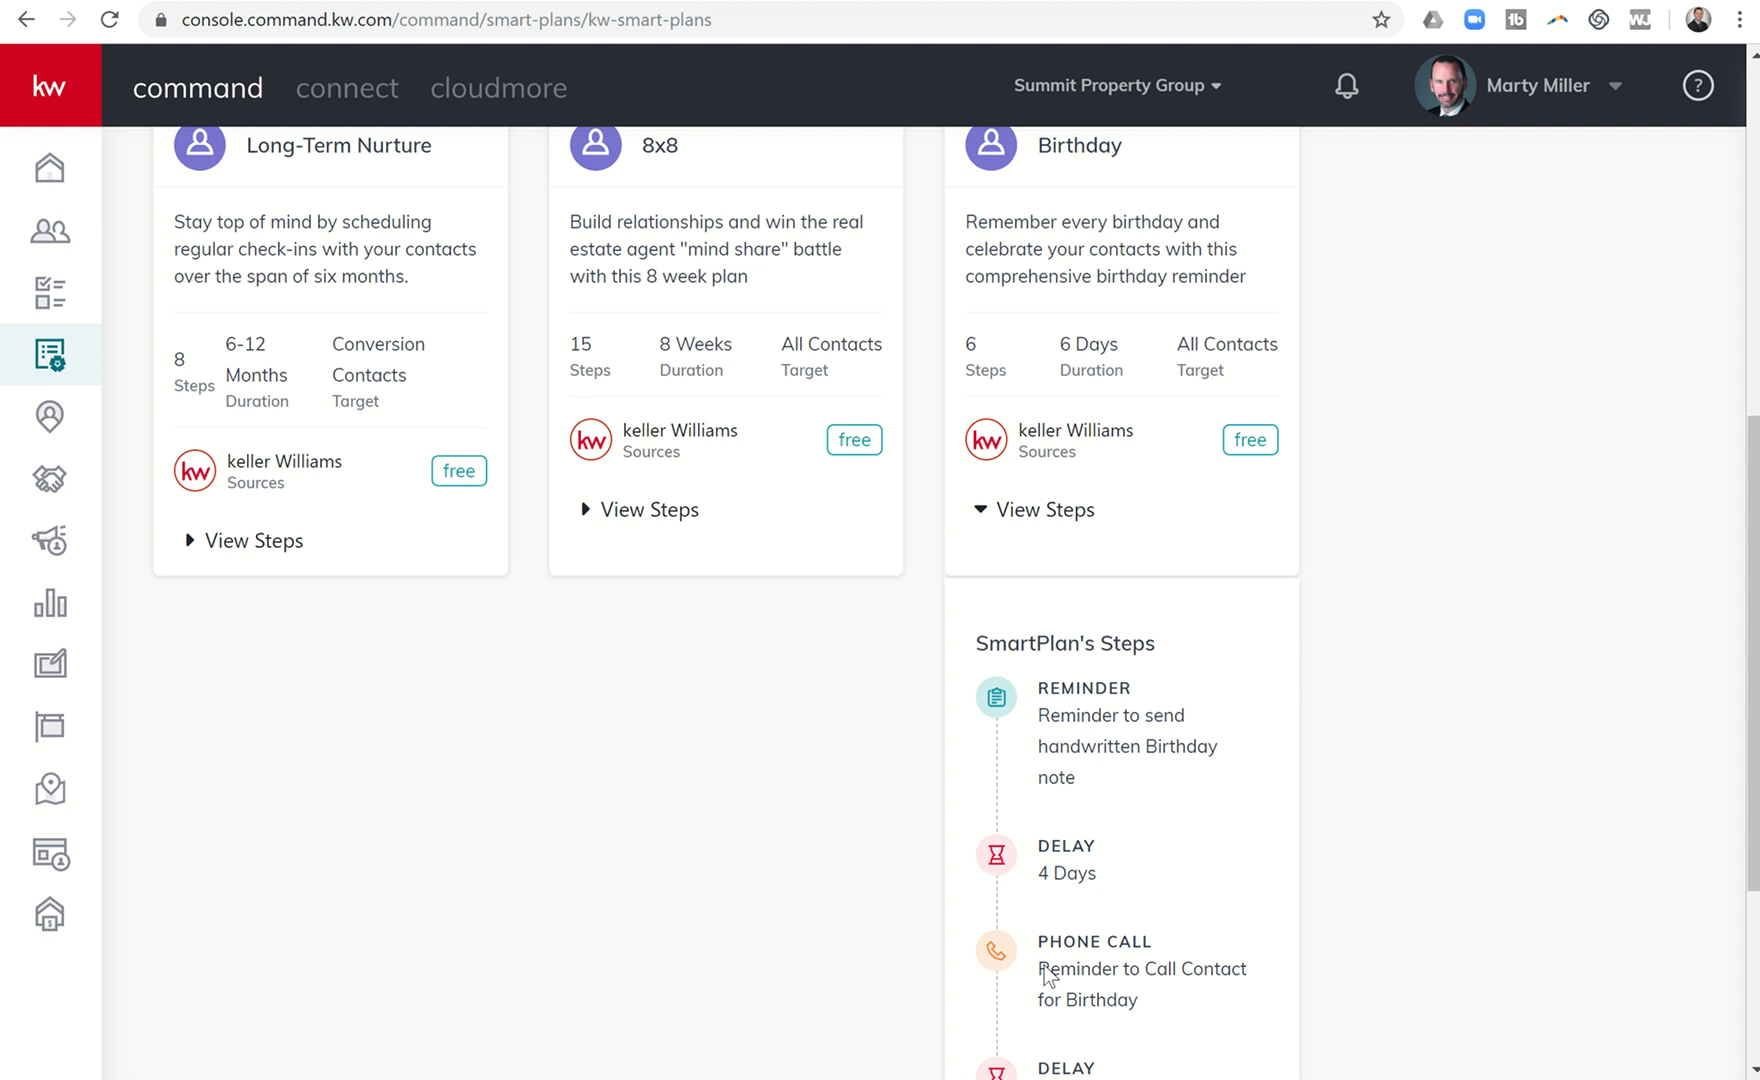 console.command.kw.com/command/smart-plans/kw-smart-plans
kw
command
connect
cloudmore
Summit Property Group
Marty Miller
?
Long-Term Nurture
Stay top of mind by scheduling
regular check-ins with your contacts
over the span of six months.
8
Steps
6-12
Months
Duration
Conversion
Contacts
Target
kw
keller Williams
Sources
free
View Steps
8x8
Build relationships and win the real
estate agent "mind share" battle
with this 8 week plan
15
Steps
8 Weeks
Duration
All Contacts
Target
kw
keller Williams
Sources
free
View Steps
Birthday
Remember every birthday and
celebrate your contacts with this
comprehensive birthday reminder
6
Steps
6 Days
Duration
All Contacts
Target
kw
keller Williams
Sources
free
View Steps
SmartPlan's Steps
REMINDER
Reminder to send
handwritten Birthday
note
DELAY
4 Days
PHONE CALL
Reminder to Call Contact
for Birthday
DELAY